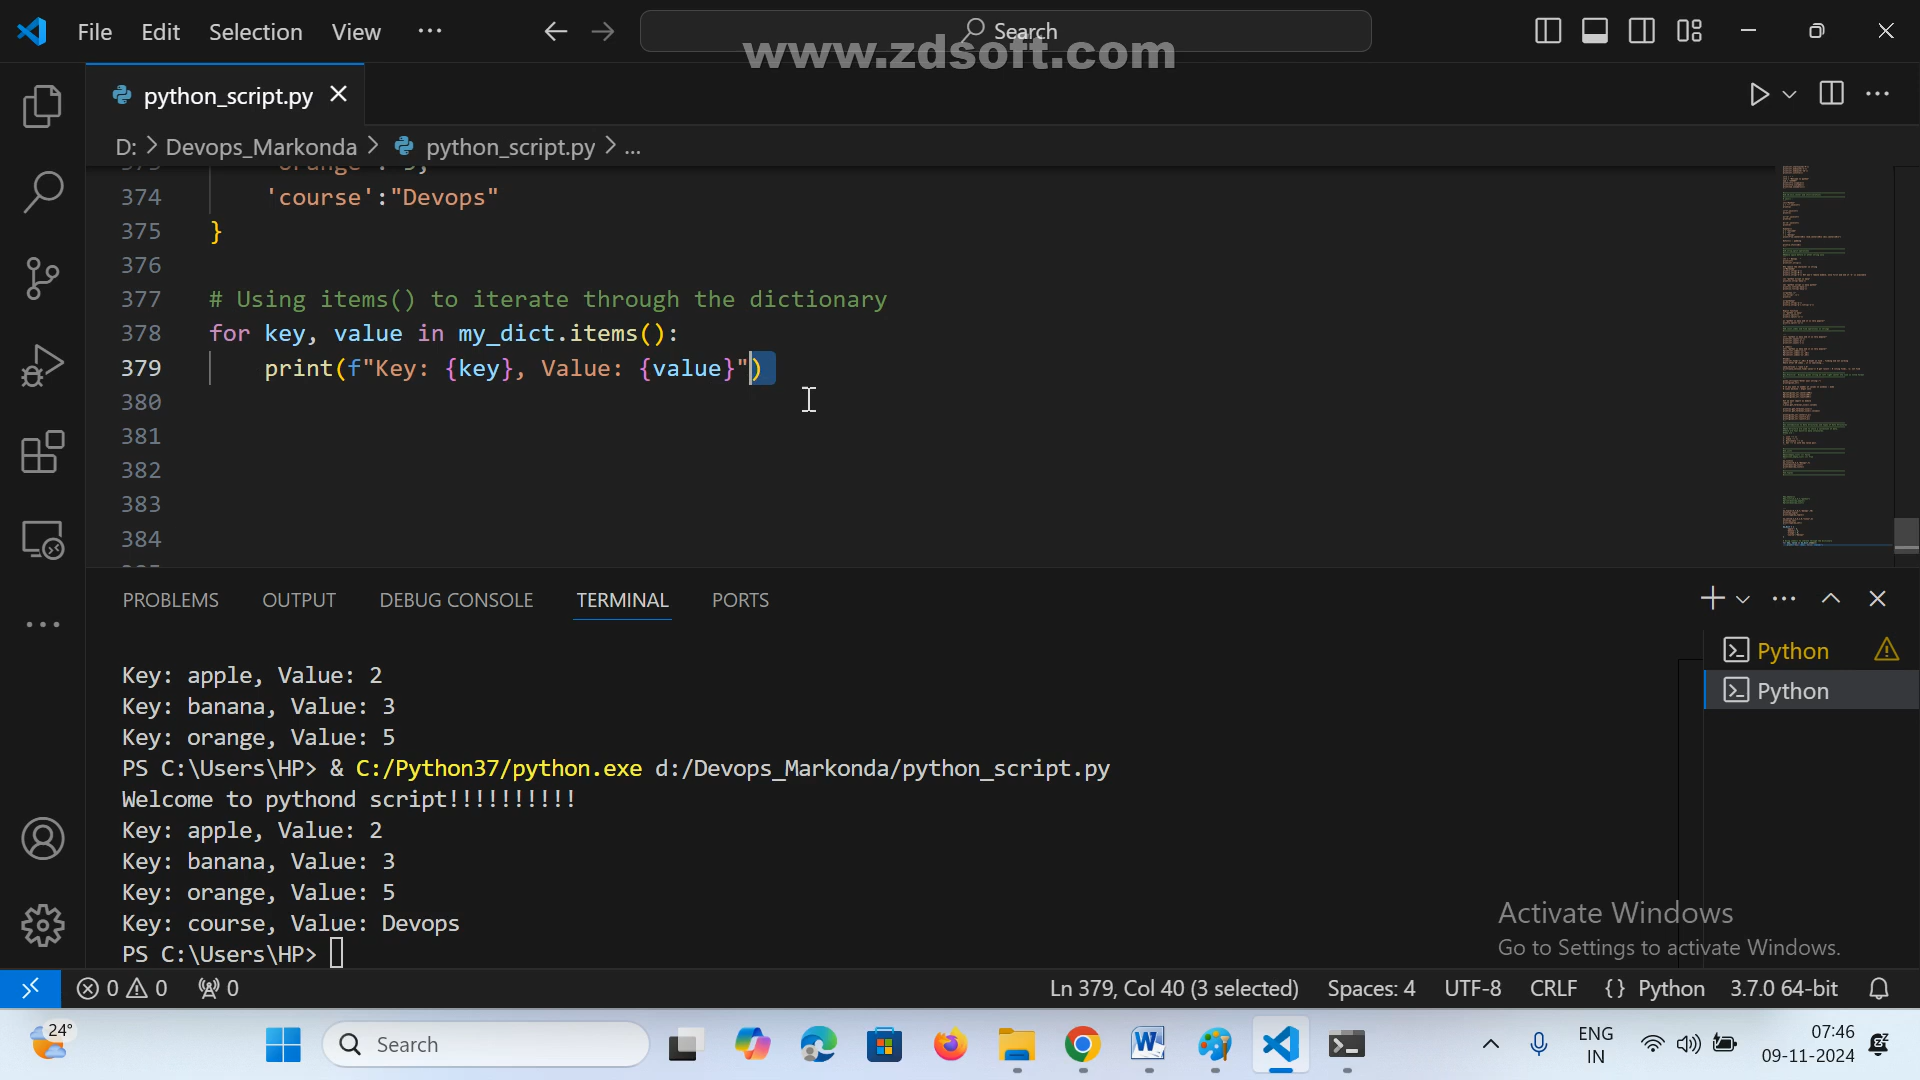 File Edit Selection View ... Search
www.zdsoft.com
python_script.py
D: > Devops_Markonda > python_script.py > ...
374 'course':"Devops"
375 }
376
377 # Using items() to iterate through the dictionary
378 for key, value in my_dict.items():
379 print(f"Key: {key}, Value: {value}")
380
381
382
383
384
PROBLEMS OUTPUT DEBUG CONSOLE TERMINAL PORTS
Python
Python
Key: apple, Value: 2
Key: banana, Value: 3
Key: orange, Value: 5
PS C:\Users\HP> & C:/Python37/python.exe d:/Devops_Markonda/python_script.py
Welcome to pythond script!!!!!!!!!!
Key: apple, Value: 2
Key: banana, Value: 3
Key: orange, Value: 5
Key: course, Value: Devops
PS C:\Users\HP>
Activate Windows
Go to Settings to activate Windows.
0 0 0 Ln 379, Col 40 (3 selected) Spaces: 4 UTF-8 CRLF {} Python 3.7.0 64-bit
24° Search ENG IN 07:46 09-11-2024